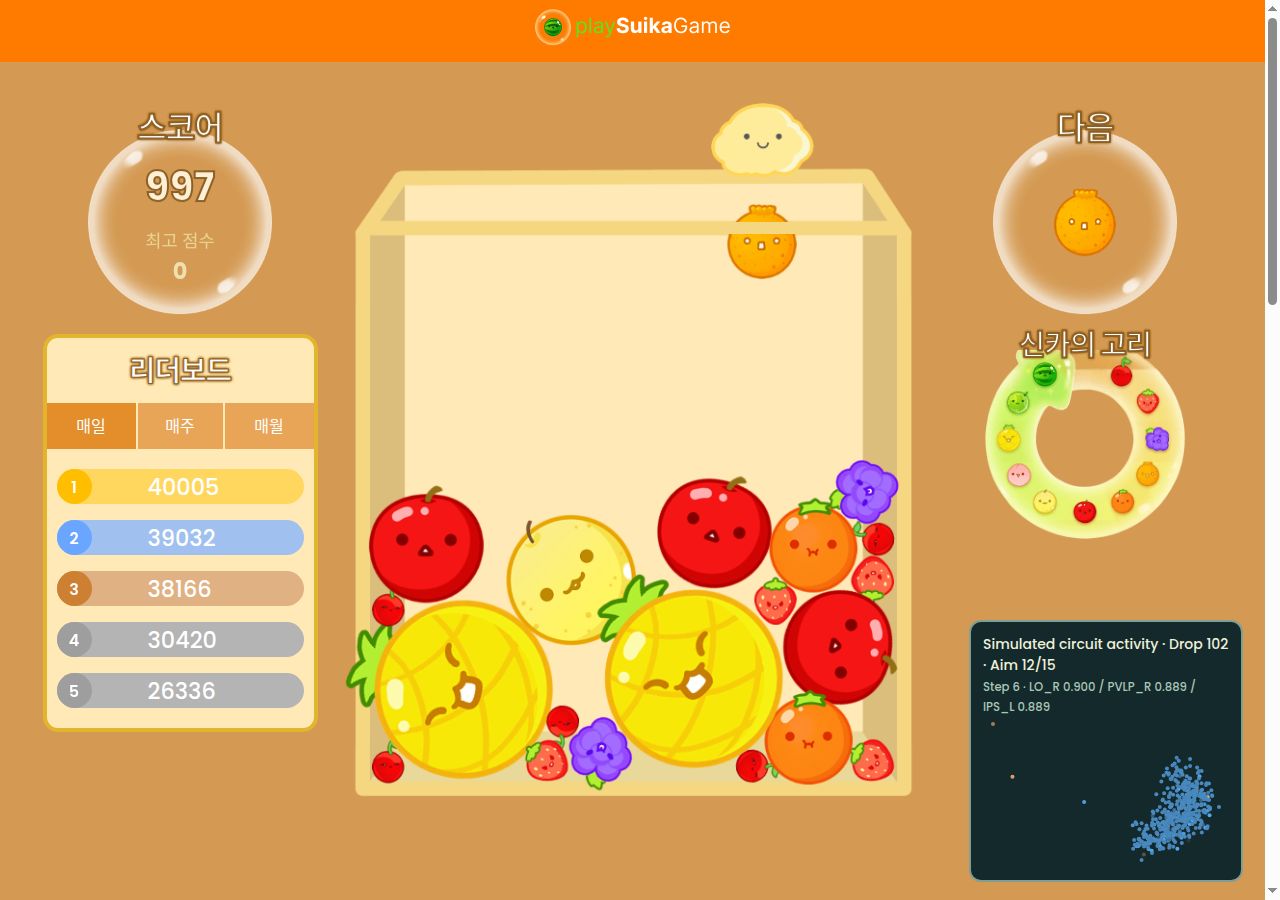 playSuikaGame
스코어
997
최고 점수
0
리더보드
매일 매주 매월
1 40005
2 39032
3 38166
4 30420
5 26336
다음
신카의 고리
Simulated circuit activity · Drop 102
· Aim 12/15
Step 6 · LO_R 0.900 / PVLP_R 0.889 /
IPS_L 0.889